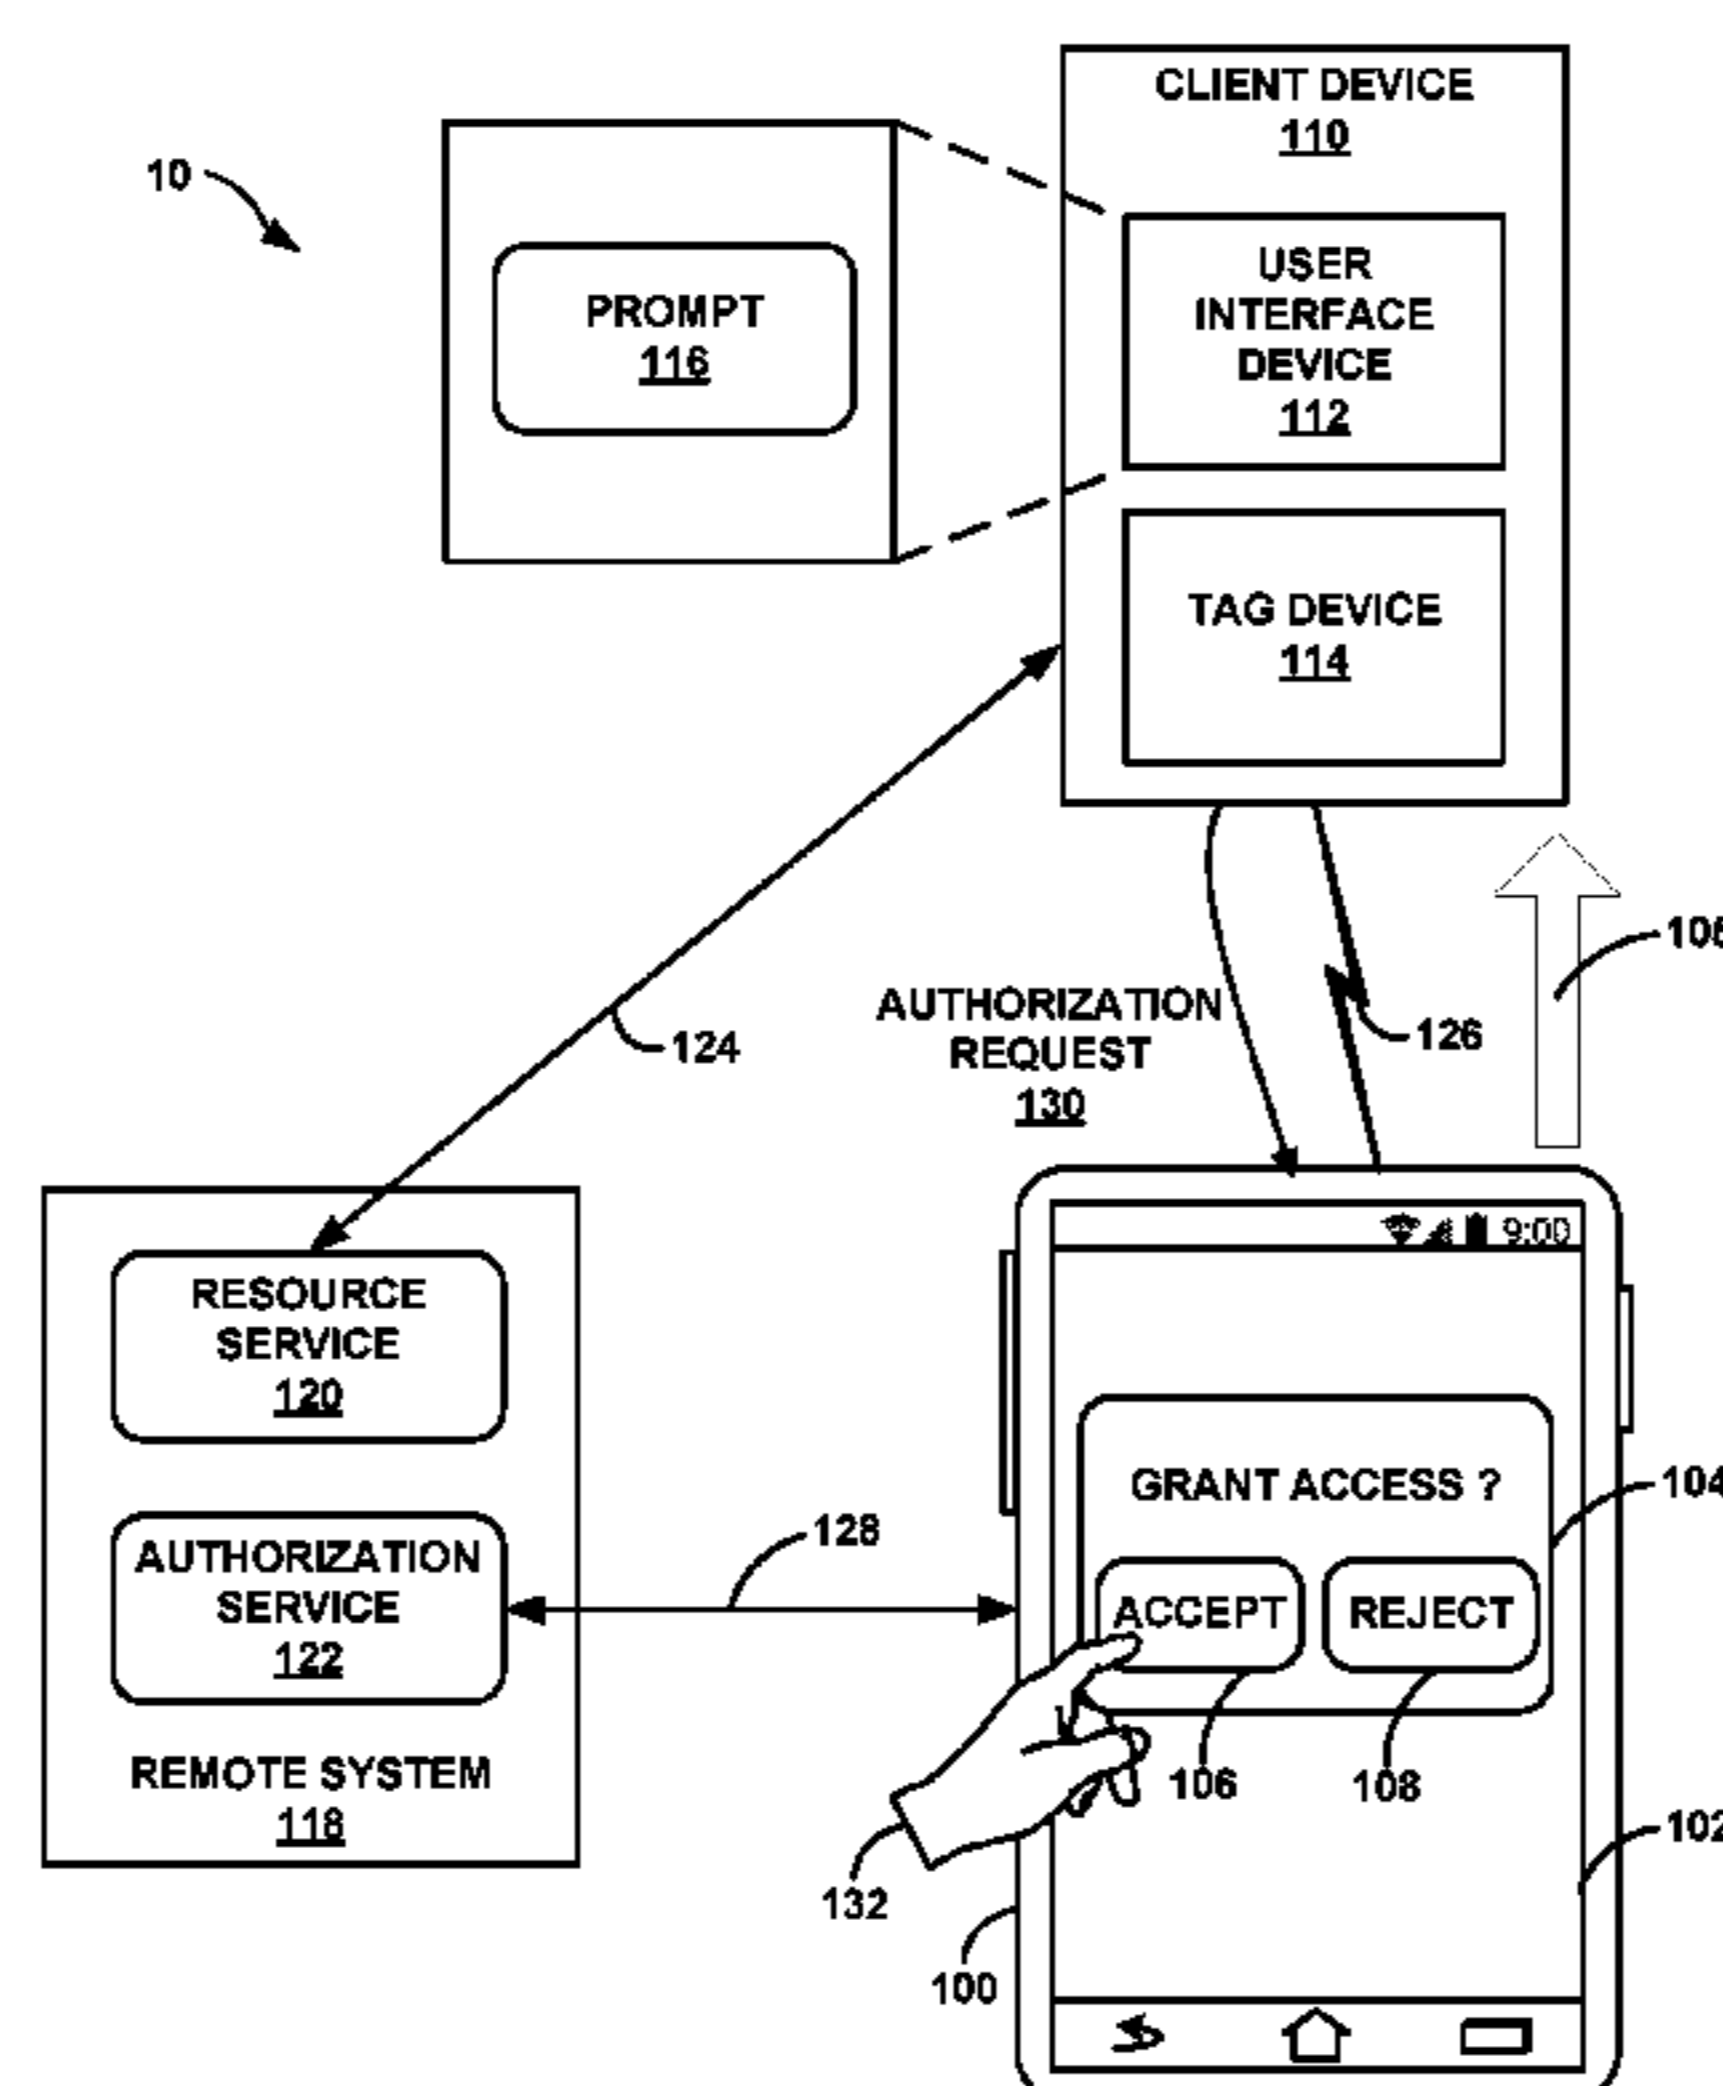 CLIENT DEVICE
110
10
PROMPT
116
USER
INTERFACE
DEVICE
112
TAG DEVICE
114
124
AUTHORIZATION
REQUEST
130
126
9:00
RESOURCE
SERVICE
120
AUTHORIZATION
SERVICE
122
REMOTE SYSTEM
118
128
GRANT ACCESS ?
104
ACCEPT
REJECT
106
108
102
132
100